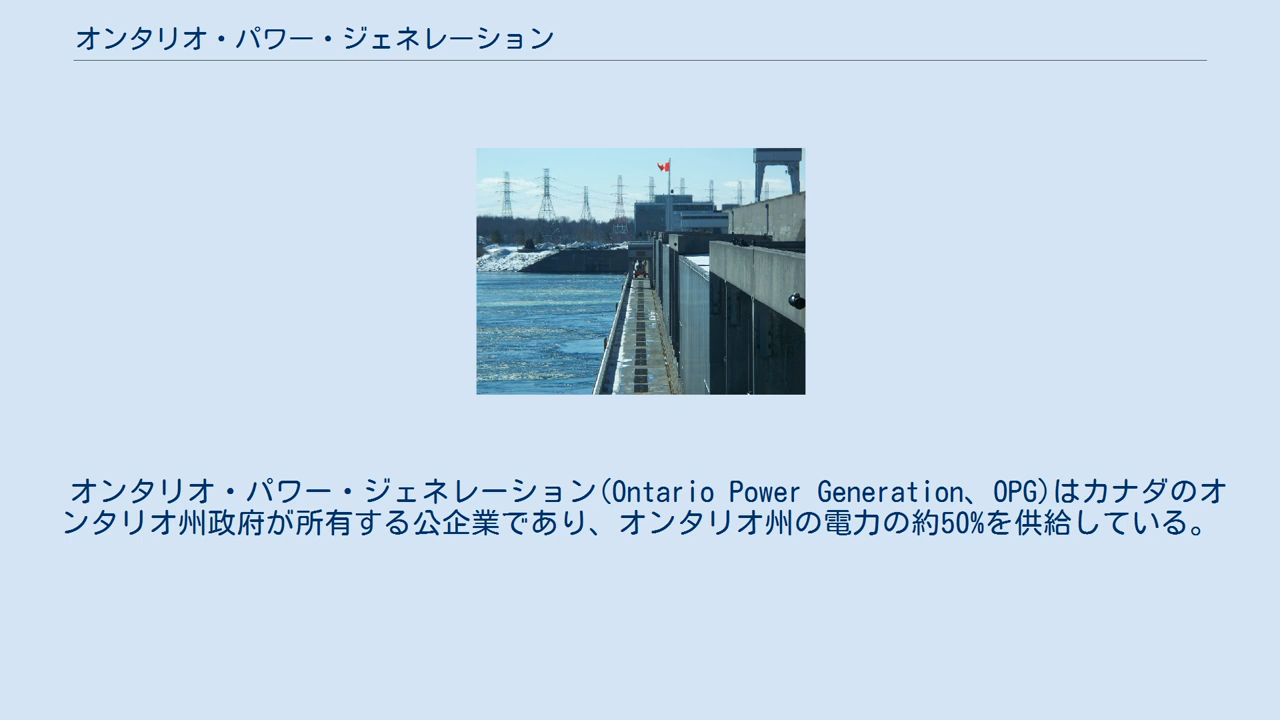 オンタリオ・パワー・ジェネレーション
オンタリオ・パワー・ジェネレーション(Ontario Power Generation、OPG)はカナダのオ
ンタリオ州政府が所有する公企業であり、オンタリオ州の電力の約50%を供給している。